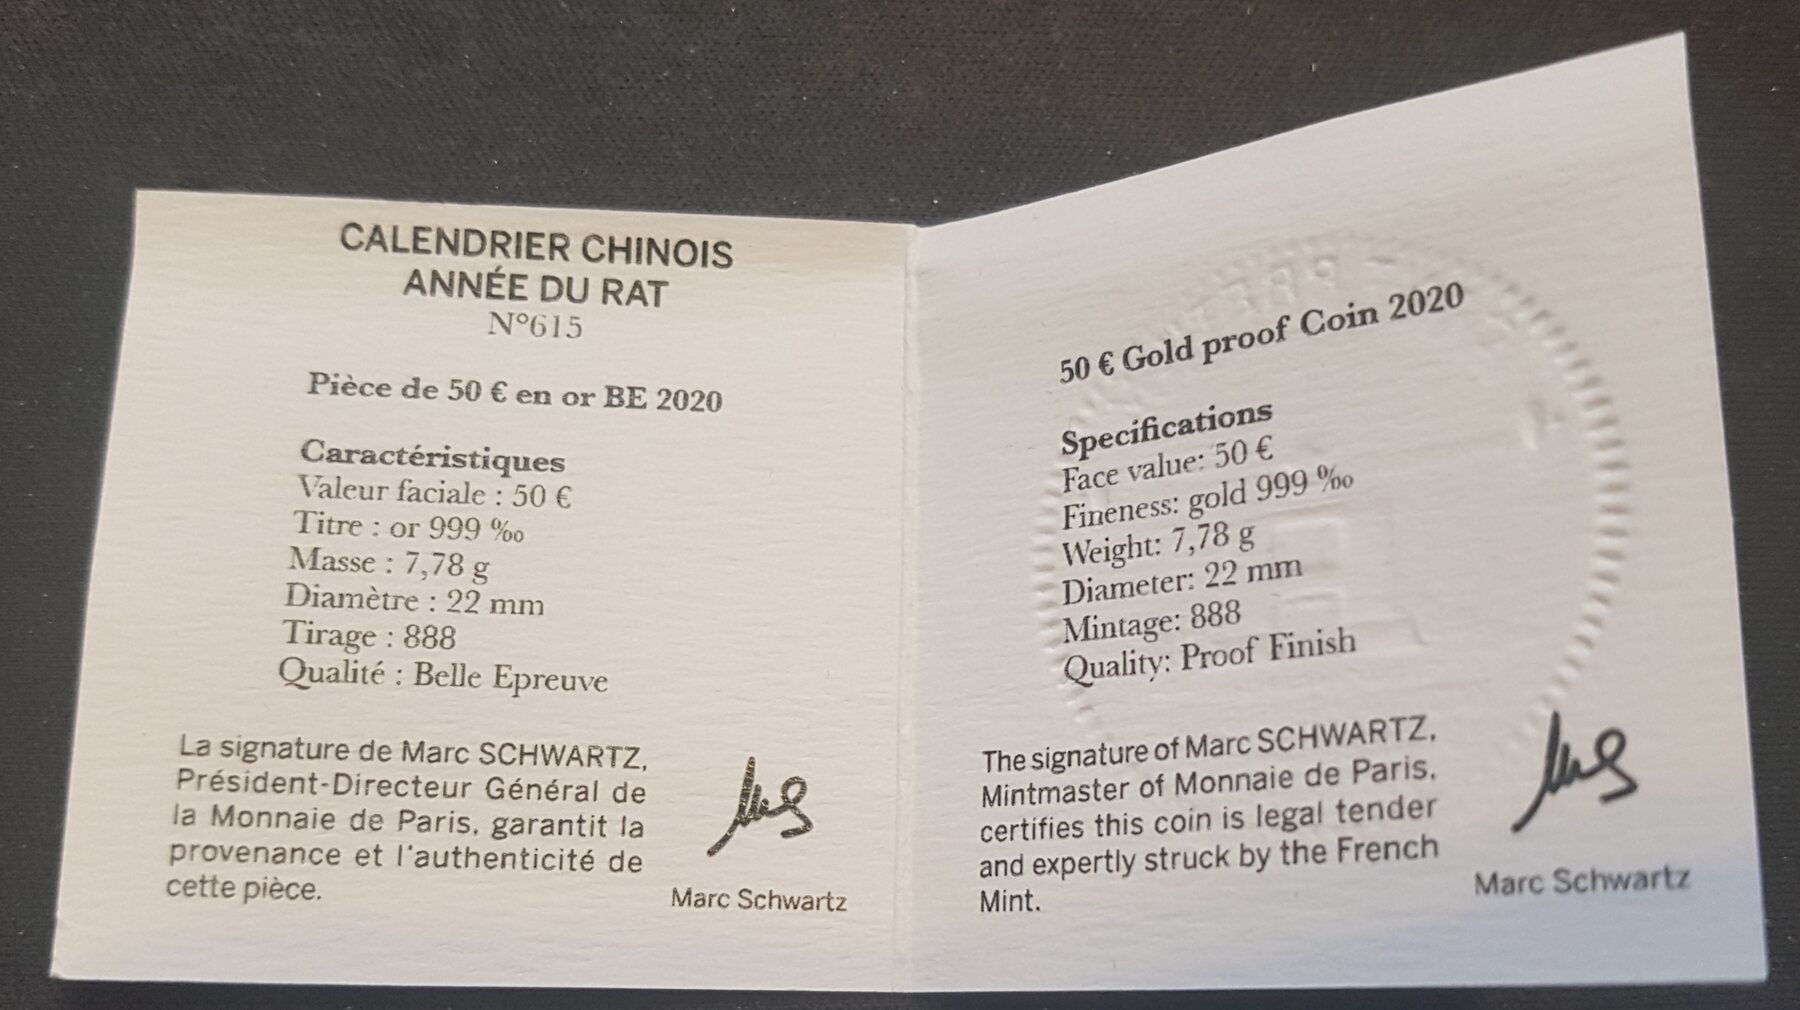 CALENDRIER CHINOIS
ANNÉE DU RAT
N°615
Pièce de 50 € en or BE 2020
Caractéristiques
Valeur faciale : 50 €
Titre : or 999 ‰
Masse : 7,78 g
Diamètre : 22 mm
Tirage : 888
Qualité : Belle Epreuve
La signature de Marc SCHWARTZ,
Président-Directeur Général de
la Monnaie de Paris, garantit la
provenance et l'authenticité de
cette pièce.
Marc Schwartz
50 € Gold proof Coin 2020
Specifications
Face value: 50 €
Fineness: gold 999 ‰
Weight: 7,78 g
Diameter: 22 mm
Mintage: 888
Quality: Proof Finish
The signature of Marc SCHWARTZ,
Mintmaster of Monnaie de Paris,
certifies this coin is legal tender
and expertly struck by the French
Mint.
Marc Schwartz